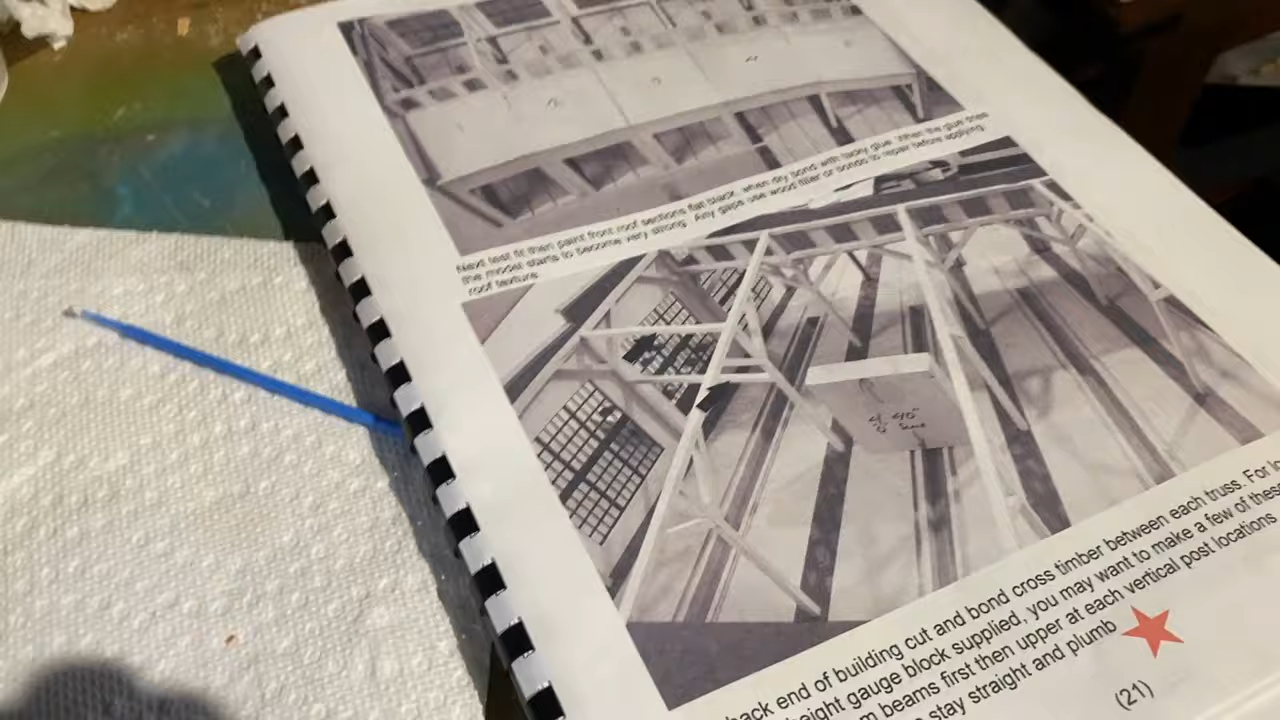 Next test fit then paint front roof sections flat black, when dry bond with tacky glue. When the glue dries
the model starts to become very strong. Any gaps use wood filler or bondo to repair before applying
roof texture
back end of building cut and bond cross timber between each truss. For
height gauge block supplied, you may want to make a few of these
beams first then upper at each vertical post locations
stay straight and plumb
(21)